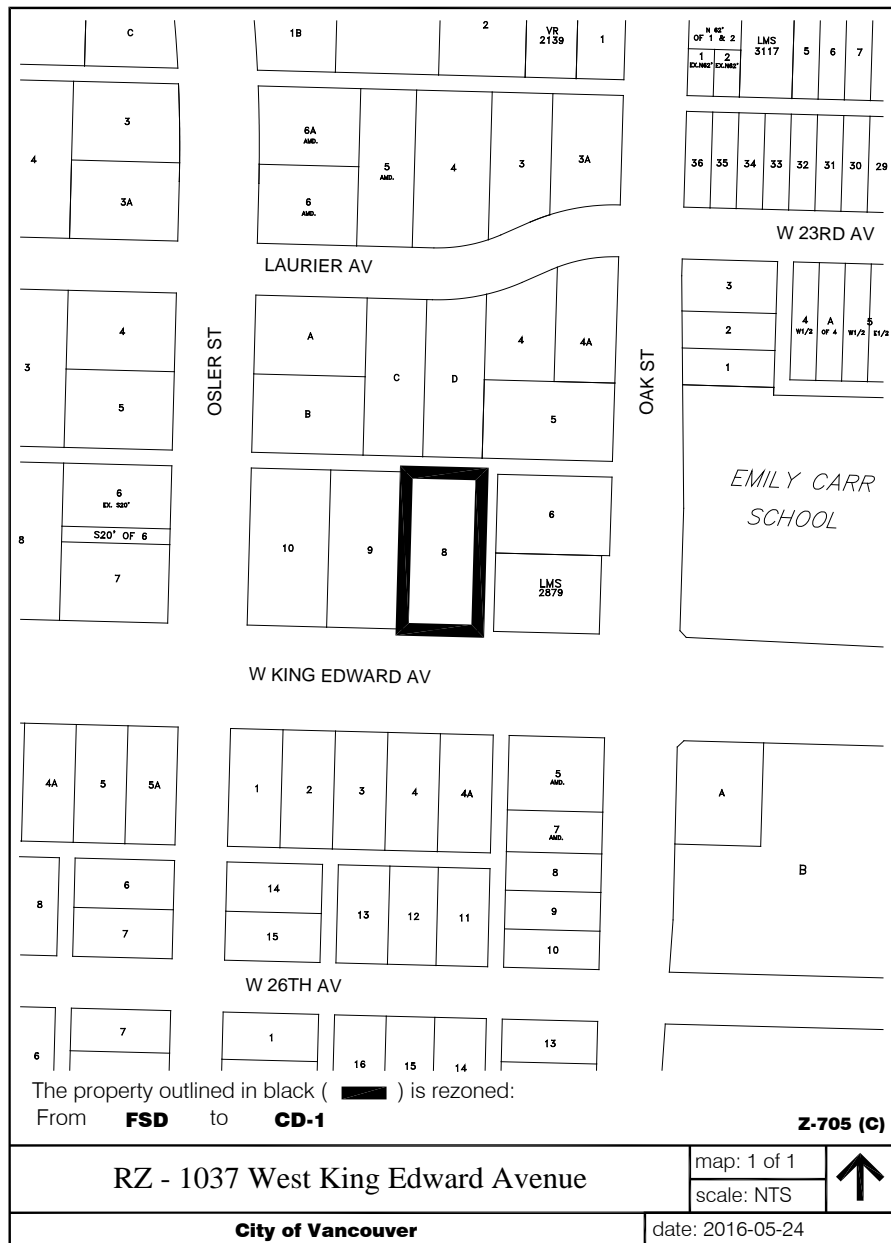 C
1B
2
VR
2139
1
N 62'
OF 1 & 2
1
EX.N62'
2
EX.N62'
LMS
3117
5
6
7
4
3
3A
6A
AMD.
6
AMD.
5
AMD.
4
3
3A
36
35
34
33
32
31
30
29
W 23RD AV
LAURIER AV
3
4
5
OSLER ST
A
B
C
D
4
4A
5
OAK ST
3
2
1
4
W1/2
A
OF 4
5
W1/2
E1/2
EMILY CARR
SCHOOL
8
6
EX. S20'
S20' OF 6
7
10
9
8
6
LMS
2879
W KING EDWARD AV
4A
5
5A
1
2
3
4
4A
5
AMD.
7
AMD.
8
9
10
A
B
8
6
7
14
15
13
12
11
W 26TH AV
6
7
1
16
15
14
13
The property outlined in black ( ) is rezoned:
From FSD to CD-1
Z-705 (C)
RZ - 1037 West King Edward Avenue
map: 1 of 1
scale: NTS
City of Vancouver
date: 2016-05-24